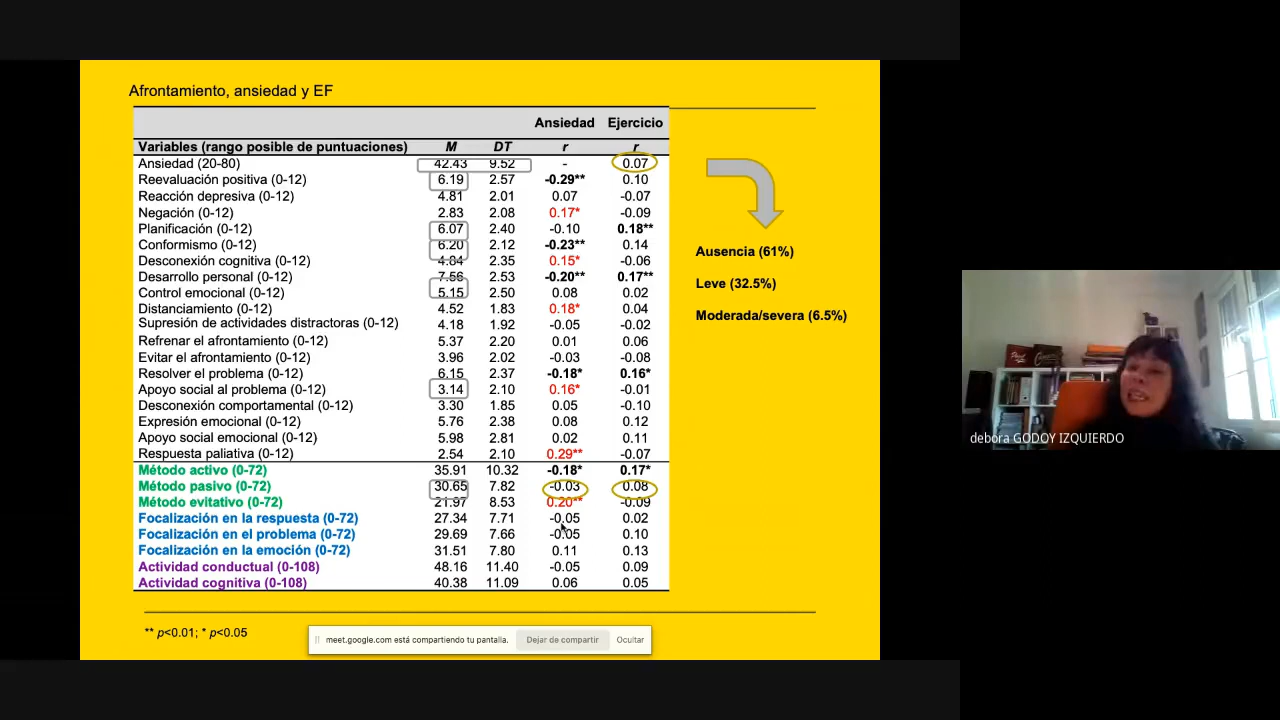 Afrontamiento, ansiedad y EF
Ansiedad Ejercicio
Variables (rango posible de puntuaciones) M DT r r
Ansiedad (20-80) 42.43 9.52 - 0.07
Reevaluación positiva (0-12) 6.19 2.57 -0.29** 0.10
Reacción depresiva (0-12) 4.81 2.01 0.07 -0.07
Negación (0-12) 2.83 2.08 0.17* -0.09
Planificación (0-12) 6.07 2.40 -0.10 0.18**
Conformismo (0-12) 6.20 2.12 -0.23** 0.14
Desconexión cognitiva (0-12) 4.84 2.35 0.15* -0.06
Desarrollo personal (0-12) 7.56 2.53 -0.20** 0.17**
Control emocional (0-12) 5.15 2.50 0.08 0.02
Distanciamiento (0-12) 4.52 1.83 0.18* 0.04
Supresión de actividades distractoras (0-12) 4.18 1.92 -0.05 -0.02
Refrenar el afrontamiento (0-12) 5.37 2.20 0.01 0.06
Evitar el afrontamiento (0-12) 3.96 2.02 -0.03 -0.08
Resolver el problema (0-12) 6.15 2.37 -0.18* 0.16*
Apoyo social al problema (0-12) 3.14 2.10 0.16* -0.01
Desconexión comportamental (0-12) 3.30 1.85 0.05 -0.10
Expresión emocional (0-12) 5.76 2.38 0.08 0.12
Apoyo social emocional (0-12) 5.98 2.81 0.02 0.11
Respuesta paliativa (0-12) 2.54 2.10 0.29** -0.07
Método activo (0-72) 35.91 10.32 -0.18* 0.17*
Método pasivo (0-72) 30.65 7.82 -0.03 0.08
Método evitativo (0-72) 21.97 8.53 0.20** -0.09
Focalización en la respuesta (0-72) 27.34 7.71 -0.05 0.02
Focalización en el problema (0-72) 29.69 7.66 -0.05 0.10
Focalización en la emoción (0-72) 31.51 7.80 0.11 0.13
Actividad conductual (0-108) 48.16 11.40 -0.05 0.09
Actividad cognitiva (0-108) 40.38 11.09 0.06 0.05
** p<0.01; * p<0.05
Ausencia (61%)
Leve (32.5%)
Moderada/severa (6.5%)
meet.google.com está compartiendo tu pantalla. Dejar de compartir Ocultar
debora GODOY IZQUIERDO